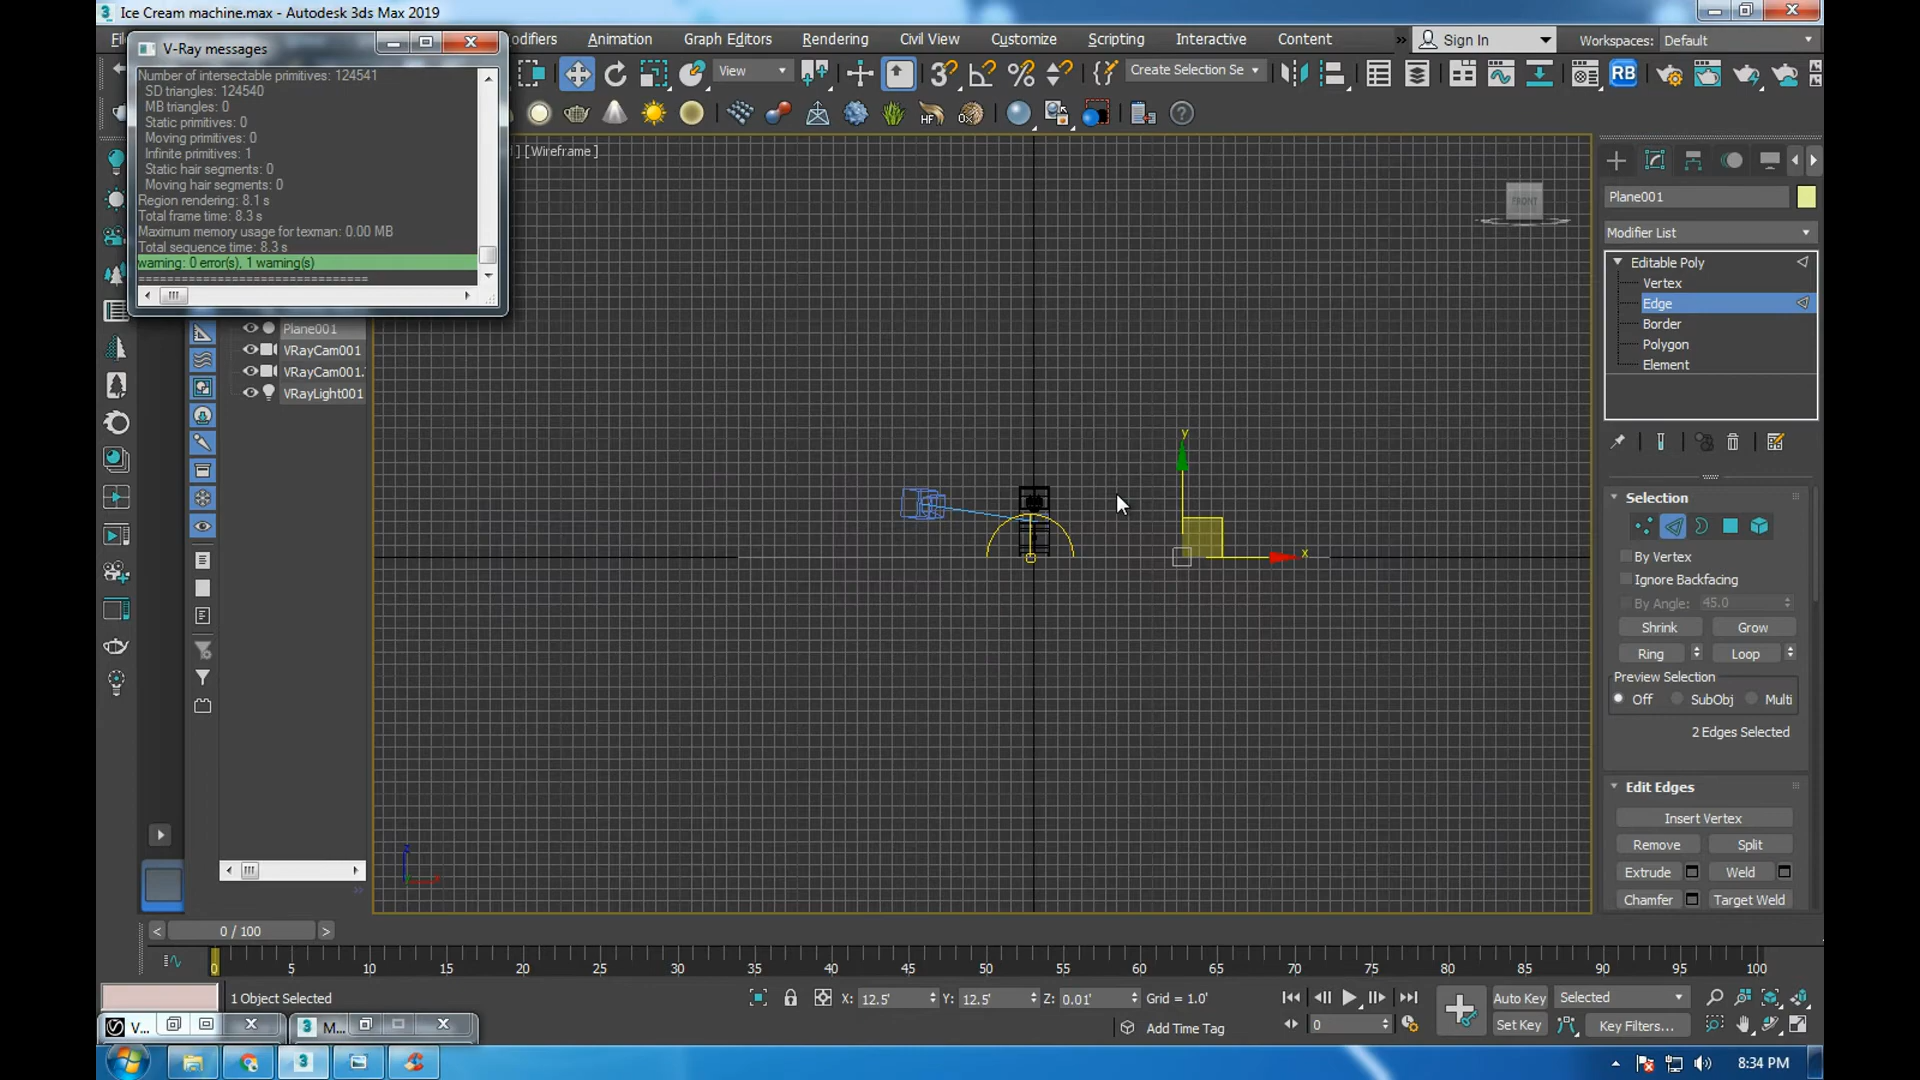 Ice Cream machine.max - Autodesk 3ds Max 2019
V-Ray messages
Number of intersectable primitives: 124541
SD triangles: 124540
MB triangles: 0
Static primitives: 0
Moving primitives: 0
Infinite primitives: 1
Static hair segments: 0
Moving hair segments: 0
Region rendering: 8.1 s
Total frame time: 8.3 s
Maximum memory usage for texman: 0.00 MB
Total sequence time: 8.3 s
warning: 0 error(s), 1 warning(s)
==============================
Animation Graph Editors Rendering Civil View Customize Scripting Interactive Content
Sign In
Workspaces: Default
View
Create Selection Se
RB
HF
OX
] [Wireframe ]
FRONT
Plane001
Modifier List
Editable Poly
Vertex
Edge
Border
Polygon
Element
Plane001
VRayCam001
VRayCam001.
VRayLight001
y
x
z
Selection
By Vertex
Ignore Backfacing
By Angle: 45.0
Shrink Grow
Ring Loop
Preview Selection
Off SubObj Multi
2 Edges Selected
Edit Edges
Insert Vertex
Remove Split
Extrude Weld
Chamfer Target Weld
0 / 100
0 5 10 15 20 25 30 35 40 45 50 55 60 65 70 75 80 85 90 95 100
1 Object Selected
X: 12.5' Y: 12.5' Z: 0.01' Grid = 1.0'
Add Time Tag
0
Auto Key Selected
Set Key Key Filters...
V...
3 M...
8:34 PM